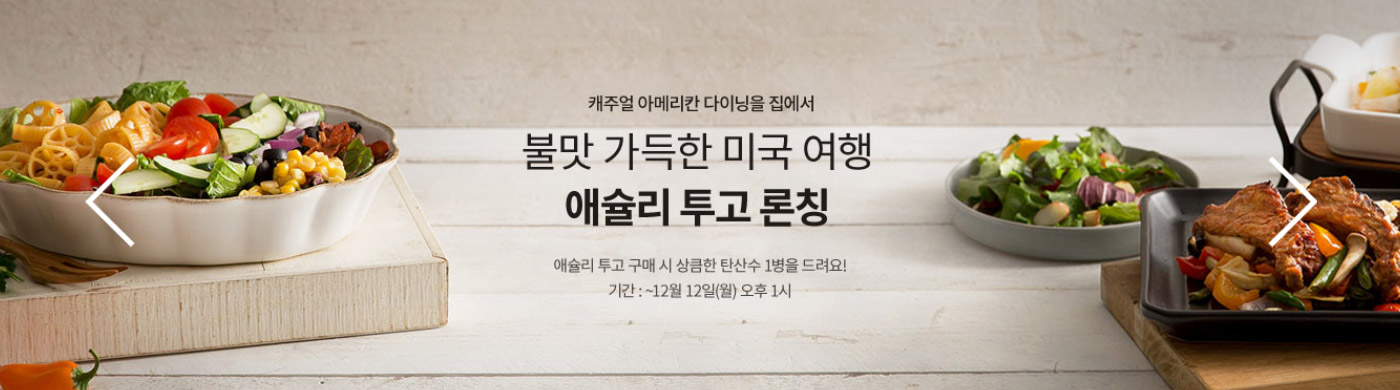 캐주얼 아메리칸 다이닝을 집에서
불맛 가득한 미국 여행
애슐리 투고 론칭
애슐리 투고 구매 시 상큼한 탄산수 1병을 드려요!
기간 : ~12월 12일(월) 오후 1시